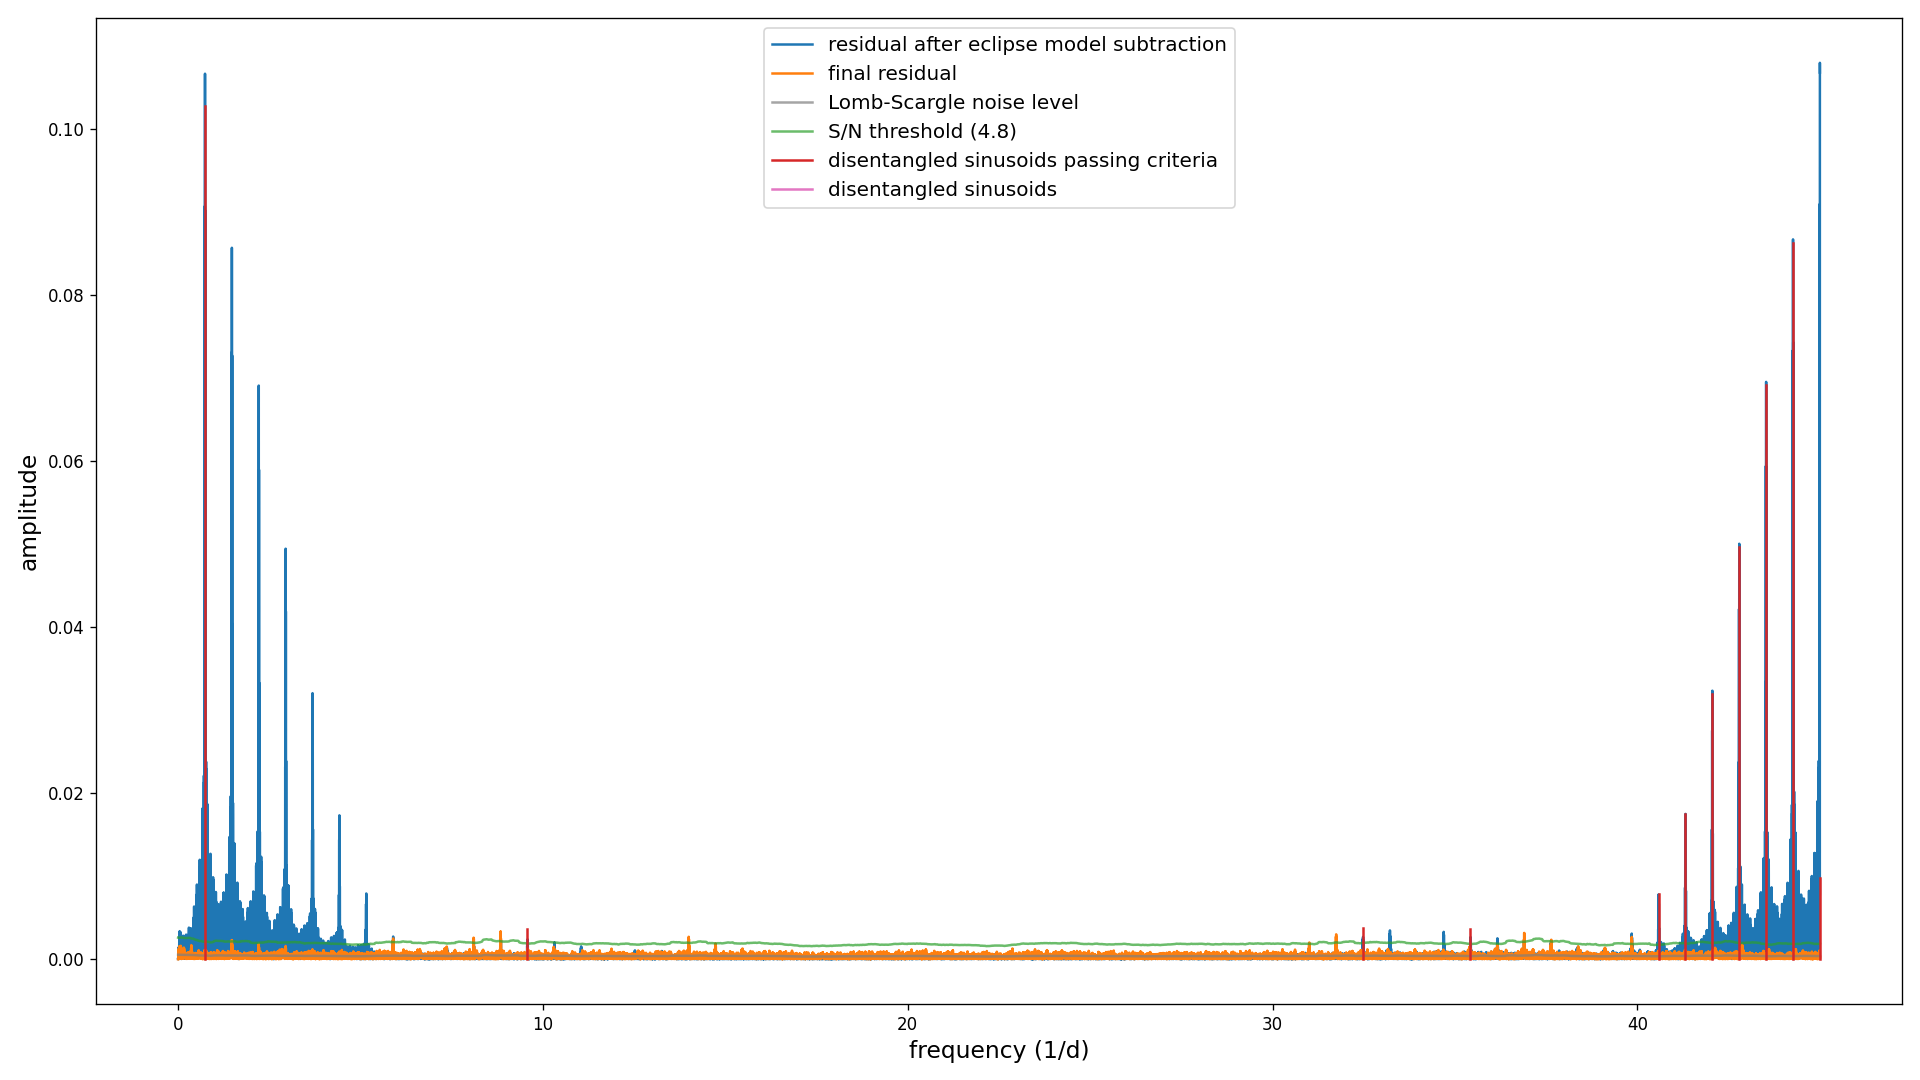 residual after eclipse model subtraction
final residual
Lomb-Scargle noise level
S/N threshold (4.8)
disentangled sinusoids passing criteria
disentangled sinusoids
0.10
0.08
0.06
0.04
0.02
0.00
amplitude
0 10 20 30 40
frequency (1/d)